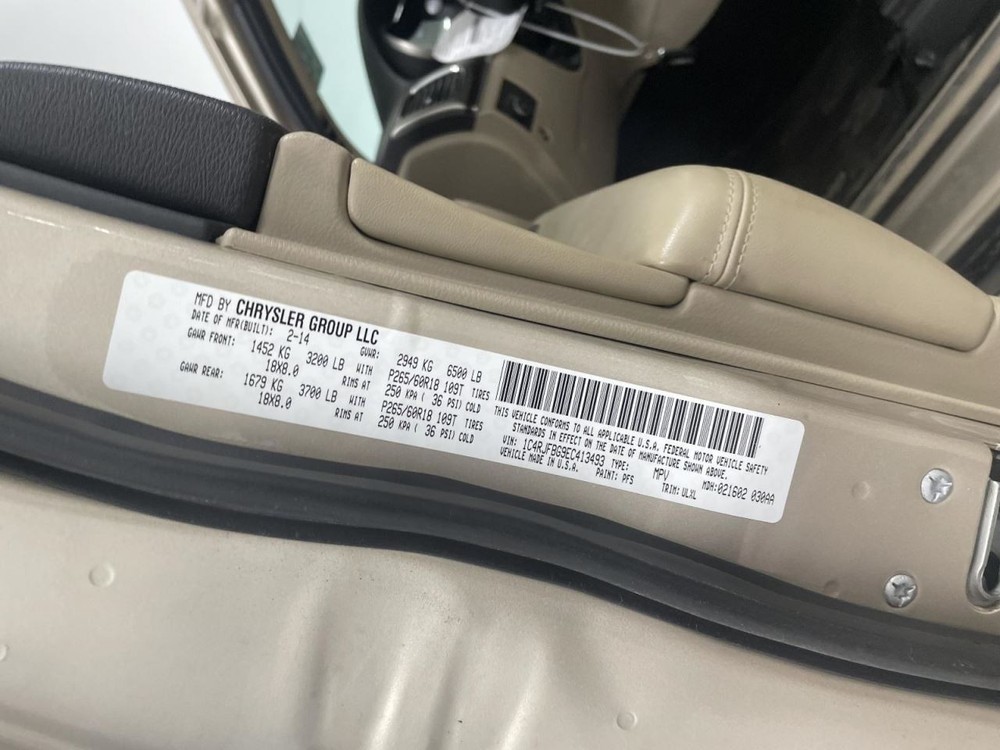 MFD BY CHRYSLER GROUP LLC
DATE OF MFR(BUILT): 2-14 GVWR: 2949 KG 6500 LB
GAWR FRONT: 1452 KG 3200 LB WITH P265/60R18 109T TIRES
18X8.0 RIMS AT 250 KPA ( 36 PSI) COLD
GAWR REAR: 1679 KG 3700 LB WITH P265/60R18 109T TIRES
18X8.0 RIMS AT 250 KPA ( 36 PSI) COLD
THIS VEHICLE CONFORMS TO ALL APPLICABLE U.S.A. FEDERAL MOTOR VEHICLE SAFETY
STANDARDS IN EFFECT ON THE DATE OF MANUFACTURE SHOWN ABOVE.
VIN: 1C4RJFBG9EC413493 TYPE: MPV MDH:021602 030AA
VEHICLE MADE IN U.S.A. PAINT: PFS TRIM: ULXL